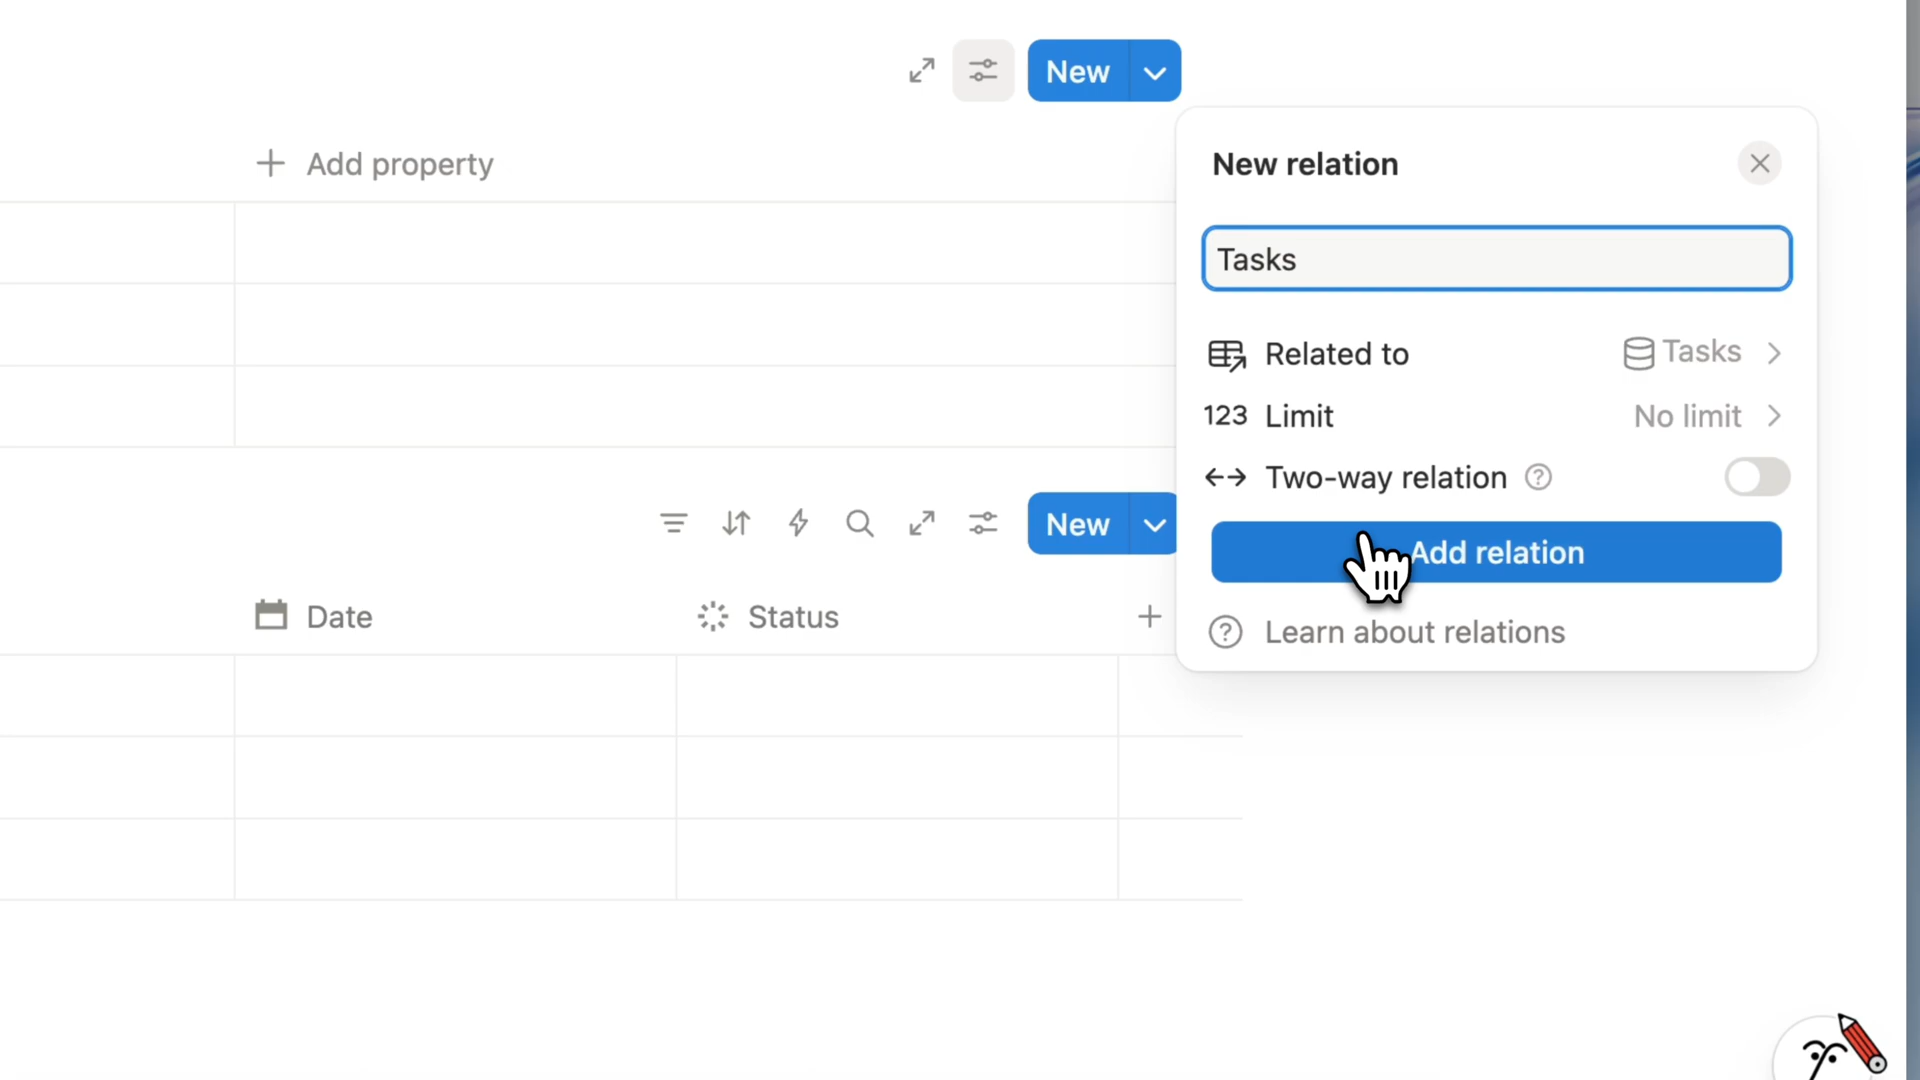 New
Add property
New relation
Tasks
Related to Tasks
123 Limit No limit
Two-way relation ?
New
Add relation
Date Status
? Learn about relations